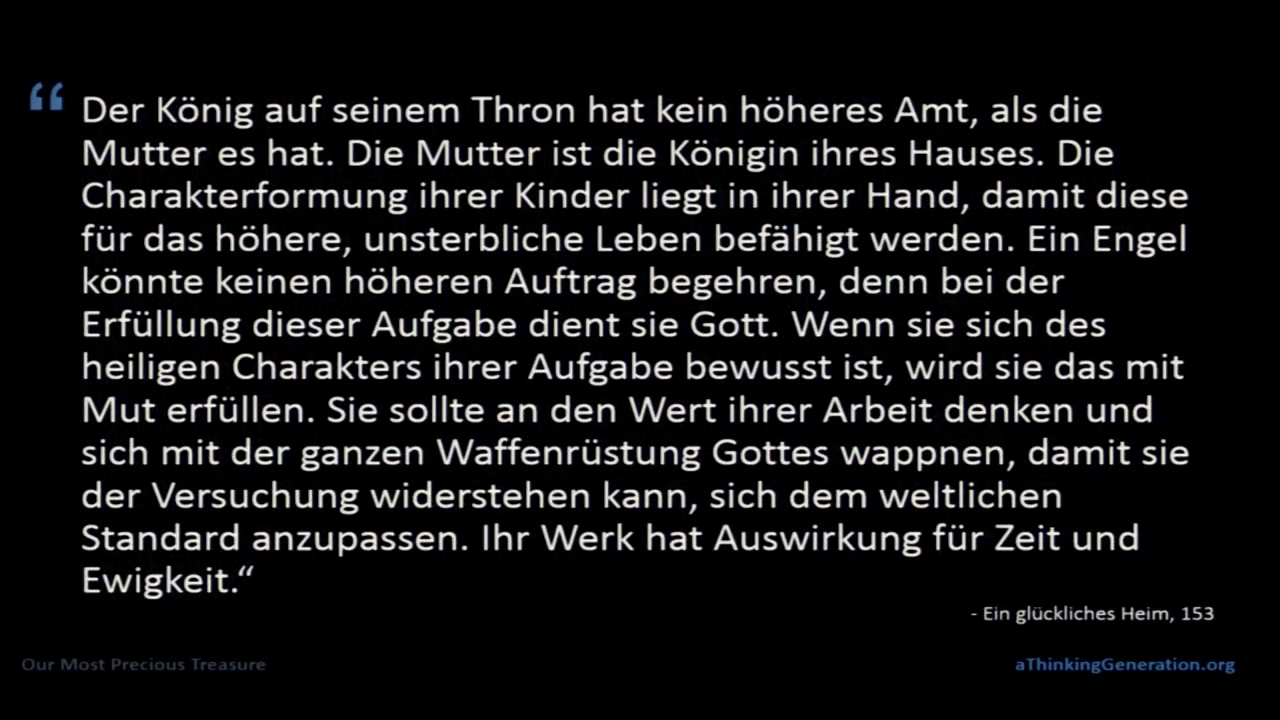 “ Der König auf seinem Thron hat kein höheres Amt, als die
Mutter es hat. Die Mutter ist die Königin ihres Hauses. Die
Charakterformung ihrer Kinder liegt in ihrer Hand, damit diese
für das höhere, unsterbliche Leben befähigt werden. Ein Engel
könnte keinen höheren Auftrag begehren, denn bei der
Erfüllung dieser Aufgabe dient sie Gott. Wenn sie sich des
heiligen Charakters ihrer Aufgabe bewusst ist, wird sie das mit
Mut erfüllen. Sie sollte an den Wert ihrer Arbeit denken und
sich mit der ganzen Waffenrüstung Gottes wappnen, damit sie
der Versuchung widerstehen kann, sich dem weltlichen
Standard anzupassen. Ihr Werk hat Auswirkung für Zeit und
Ewigkeit.“
- Ein glückliches Heim, 153
Our Most Precious Treasure
aThinkingGeneration.org